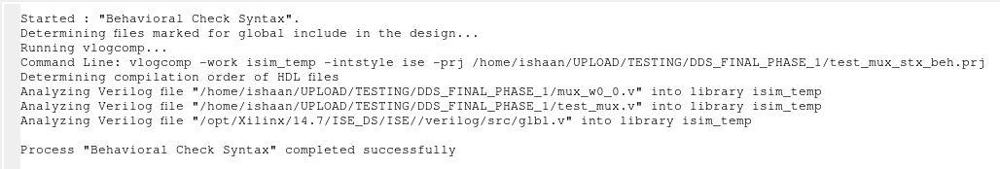 Started : "Behavioral Check Syntax".
Determining files marked for global include in the design...
Running vlogcomp...
Command Line: vlogcomp -work isim_temp -intstyle ise -prj /home/ishaan/UPLOAD/TESTING/DDS_FINAL_PHASE_1/test_mux_stx_beh.prj
Determining compilation order of HDL files
Analyzing Verilog file "/home/ishaan/UPLOAD/TESTING/DDS_FINAL_PHASE_1/mux_w0_0.v" into library isim_temp
Analyzing Verilog file "/home/ishaan/UPLOAD/TESTING/DDS_FINAL_PHASE_1/test_mux.v" into library isim_temp
Analyzing Verilog file "/opt/Xilinx/14.7/ISE_DS/ISE//verilog/src/glbl.v" into library isim_temp
Process "Behavioral Check Syntax" completed successfully